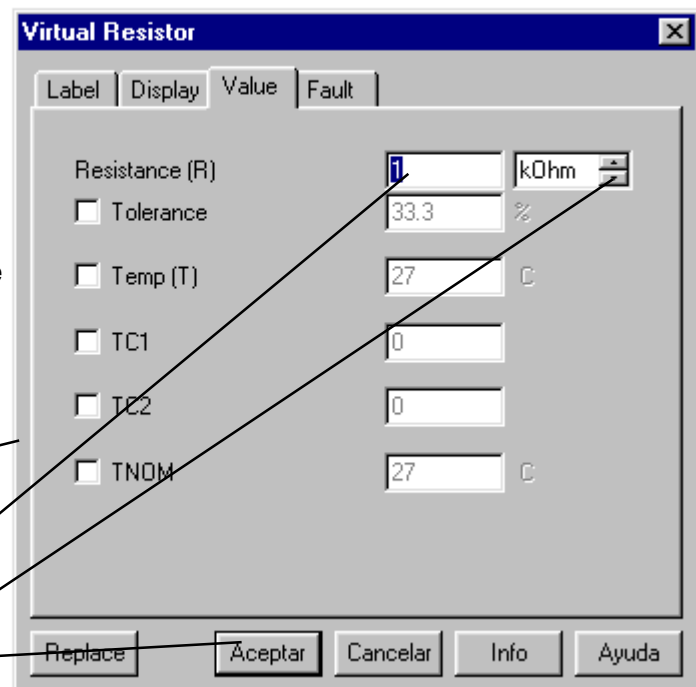 Virtual Resistor
Label Display Value Fault
Resistance (R) 1 kOhm
Tolerance 33.3 %
Temp (T) 27 C
TC1 0
TC2 0
TNOM 27 C
Replace Aceptar Cancelar Info Ayuda